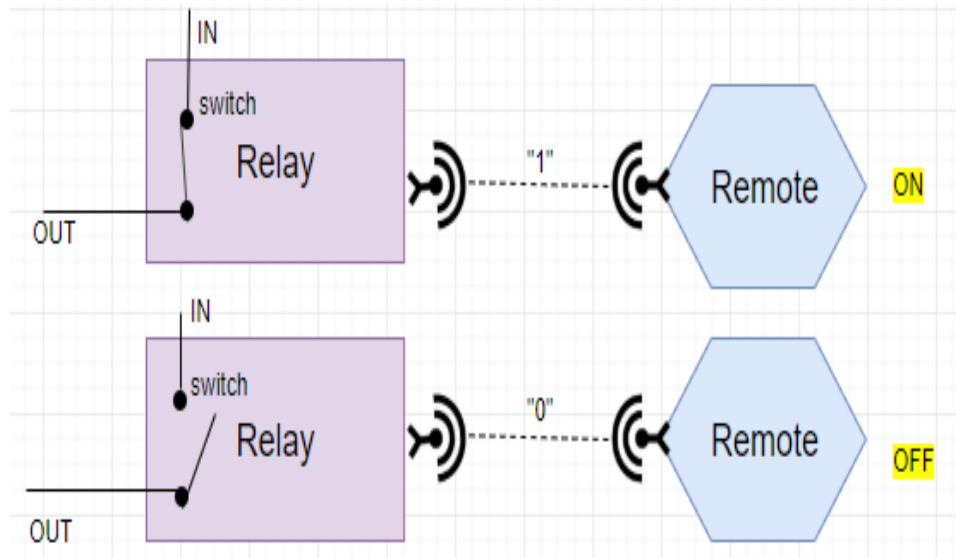 IN
switch
Relay
"1"
Remote
ON
OUT
IN
switch
"0"
Relay
Remote
OFF
OUT